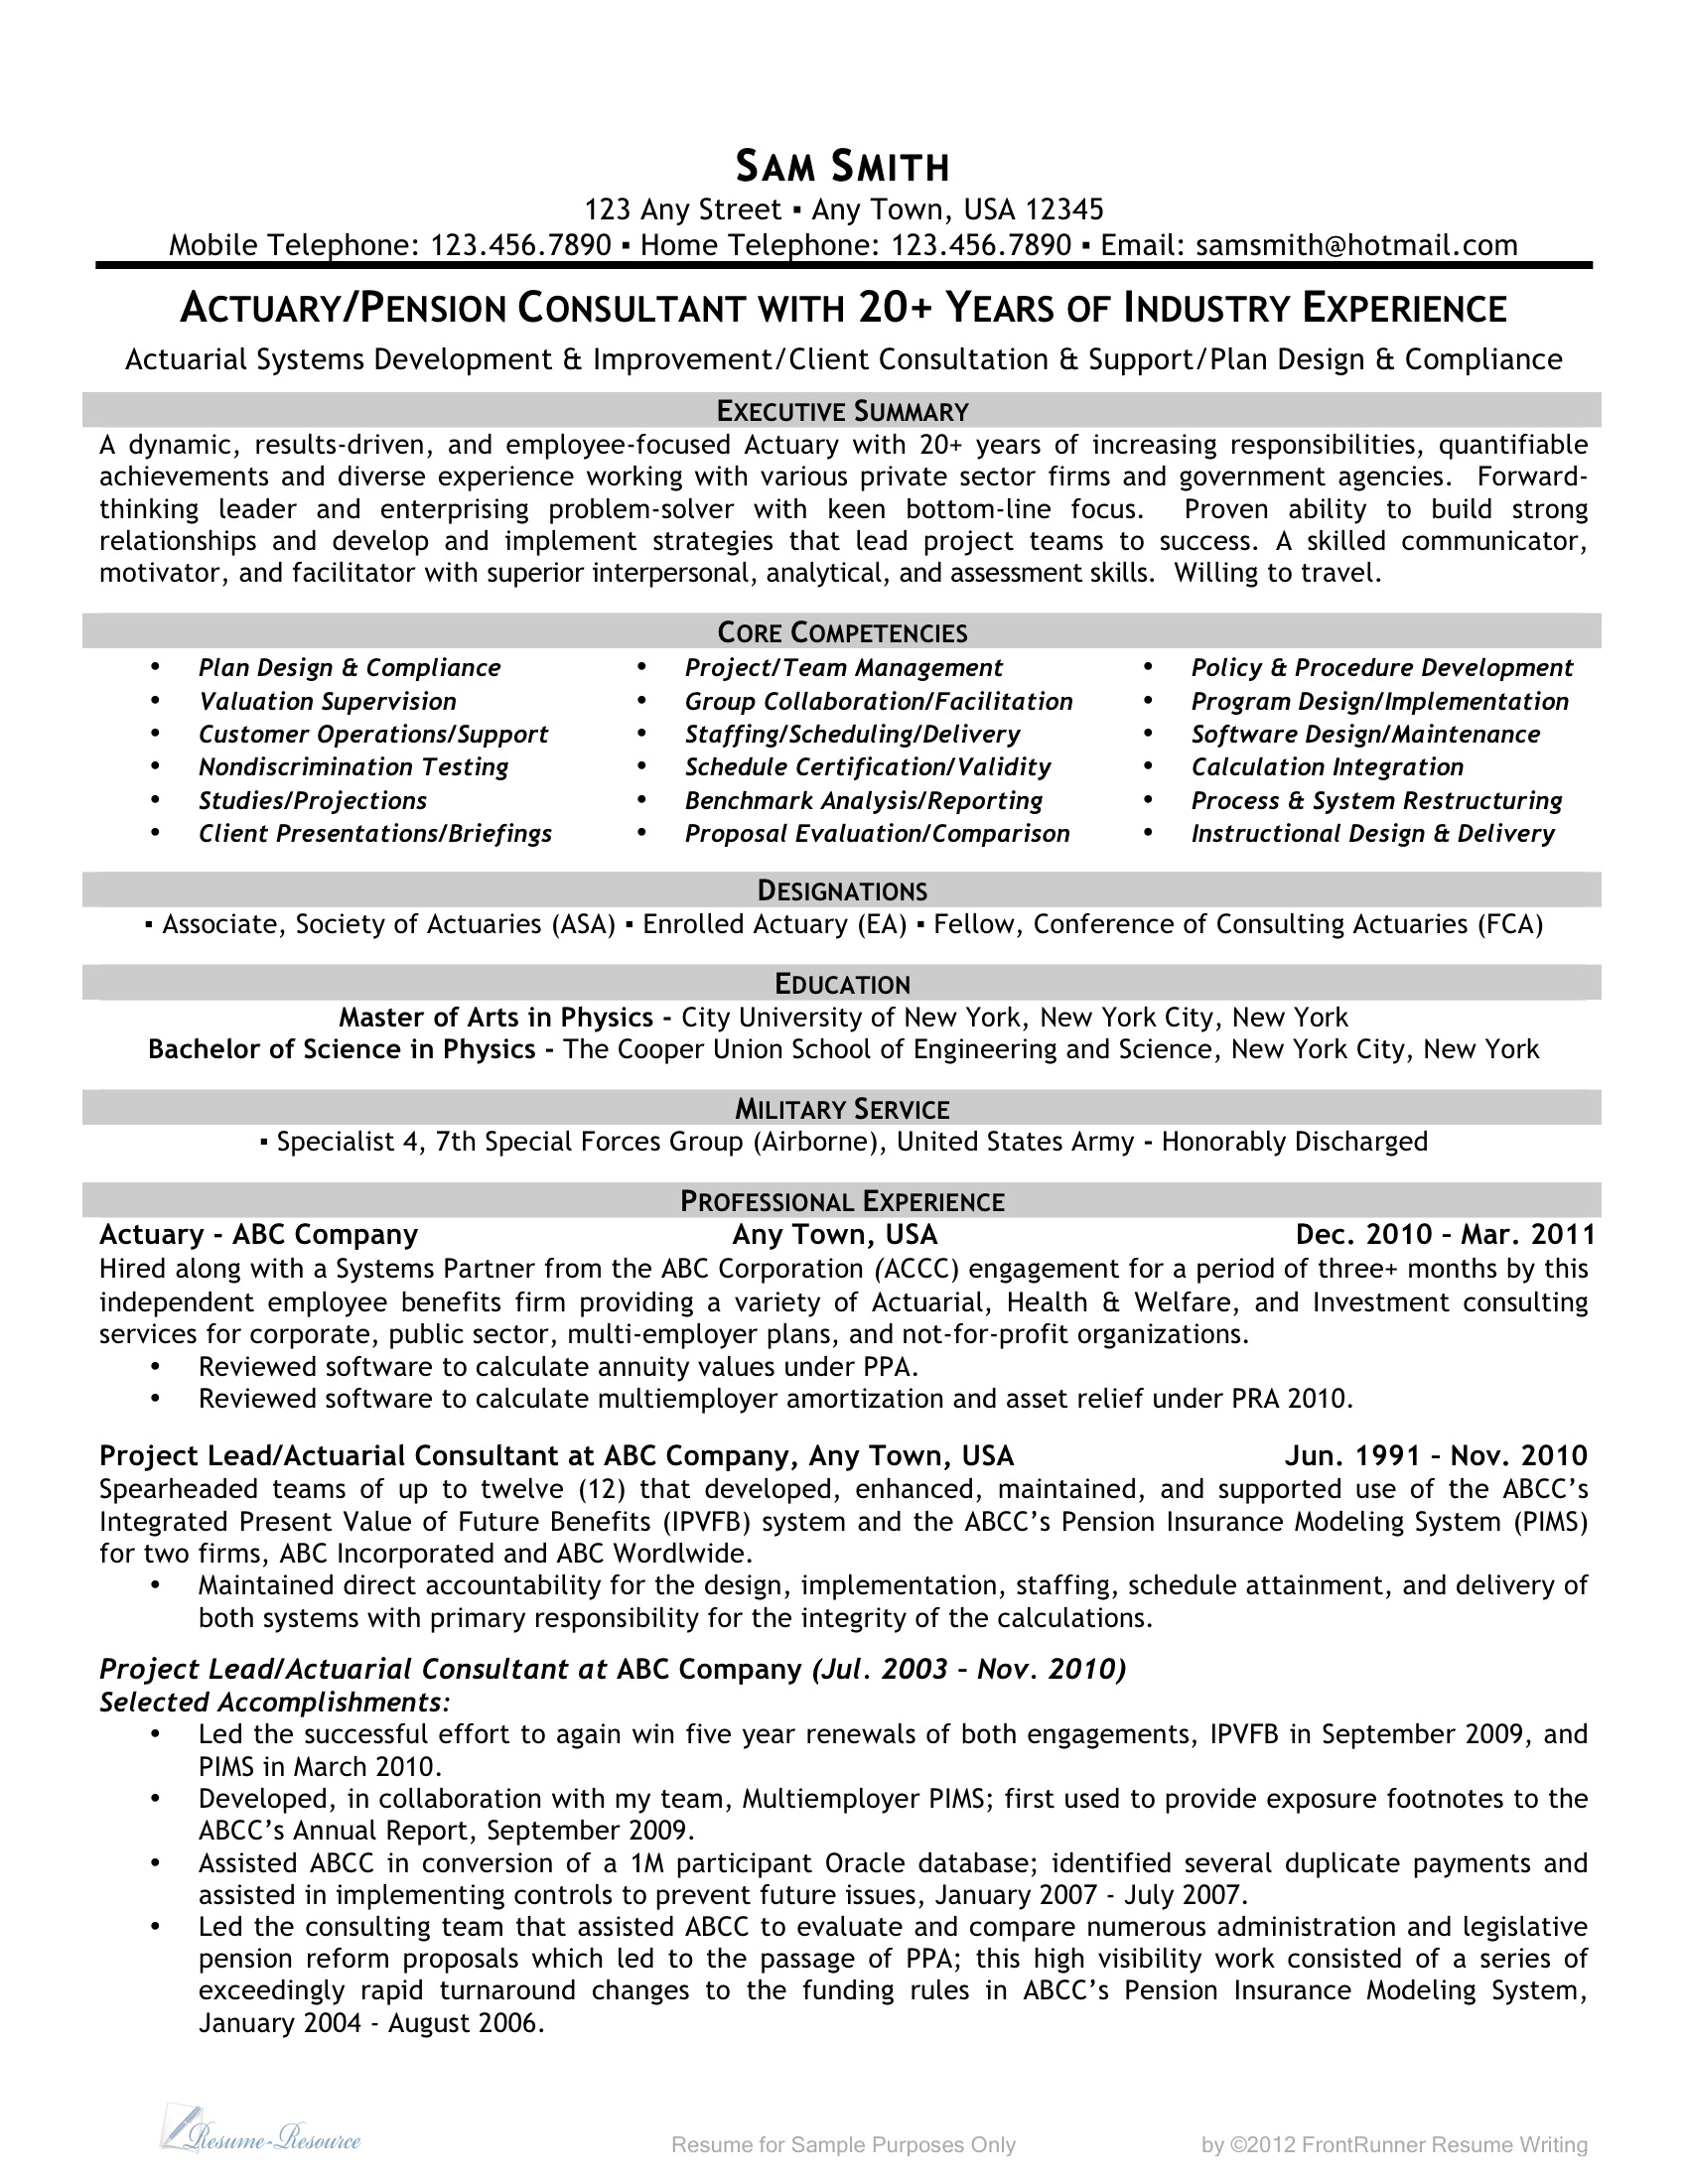 SAM SMITH
123 Any Street ▪ Any Town, USA 12345
Mobile Telephone: 123.456.7890 ▪ Home Telephone: 123.456.7890 ▪ Email: samsmith@hotmail.com
ACTUARY/PENSION CONSULTANT WITH 20+ YEARS OF INDUSTRY EXPERIENCE
Actuarial Systems Development & Improvement/Client Consultation & Support/Plan Design & Compliance
EXECUTIVE SUMMARY
A dynamic, results-driven, and employee-focused Actuary with 20+ years of increasing responsibilities, quantifiable
achievements and diverse experience working with various private sector firms and government agencies. Forward-
thinking leader and enterprising problem-solver with keen bottom-line focus. Proven ability to build strong
relationships and develop and implement strategies that lead project teams to success. A skilled communicator,
motivator, and facilitator with superior interpersonal, analytical, and assessment skills. Willing to travel.
CORE COMPETENCIES
• Plan Design & Compliance • Project/Team Management • Policy & Procedure Development
• Valuation Supervision • Group Collaboration/Facilitation • Program Design/Implementation
• Customer Operations/Support • Staffing/Scheduling/Delivery • Software Design/Maintenance
• Nondiscrimination Testing • Schedule Certification/Validity • Calculation Integration
• Studies/Projections • Benchmark Analysis/Reporting • Process & System Restructuring
• Client Presentations/Briefings • Proposal Evaluation/Comparison • Instructional Design & Delivery
DESIGNATIONS
▪ Associate, Society of Actuaries (ASA) ▪ Enrolled Actuary (EA) ▪ Fellow, Conference of Consulting Actuaries (FCA)
EDUCATION
Master of Arts in Physics - City University of New York, New York City, New York
Bachelor of Science in Physics - The Cooper Union School of Engineering and Science, New York City, New York
MILITARY SERVICE
▪ Specialist 4, 7th Special Forces Group (Airborne), United States Army - Honorably Discharged
PROFESSIONAL EXPERIENCE
Actuary - ABC Company Any Town, USA Dec. 2010 – Mar. 2011
Hired along with a Systems Partner from the ABC Corporation (ACCC) engagement for a period of three+ months by this
independent employee benefits firm providing a variety of Actuarial, Health & Welfare, and Investment consulting
services for corporate, public sector, multi-employer plans, and not-for-profit organizations.
• Reviewed software to calculate annuity values under PPA.
• Reviewed software to calculate multiemployer amortization and asset relief under PRA 2010.
Project Lead/Actuarial Consultant at ABC Company, Any Town, USA Jun. 1991 – Nov. 2010
Spearheaded teams of up to twelve (12) that developed, enhanced, maintained, and supported use of the ABCC’s
Integrated Present Value of Future Benefits (IPVFB) system and the ABCC’s Pension Insurance Modeling System (PIMS)
for two firms, ABC Incorporated and ABC Wordlwide.
• Maintained direct accountability for the design, implementation, staffing, schedule attainment, and delivery of
both systems with primary responsibility for the integrity of the calculations.
Project Lead/Actuarial Consultant at ABC Company (Jul. 2003 – Nov. 2010)
Selected Accomplishments:
• Led the successful effort to again win five year renewals of both engagements, IPVFB in September 2009, and
PIMS in March 2010.
• Developed, in collaboration with my team, Multiemployer PIMS; first used to provide exposure footnotes to the
ABCC’s Annual Report, September 2009.
• Assisted ABCC in conversion of a 1M participant Oracle database; identified several duplicate payments and
assisted in implementing controls to prevent future issues, January 2007 - July 2007.
• Led the consulting team that assisted ABCC to evaluate and compare numerous administration and legislative
pension reform proposals which led to the passage of PPA; this high visibility work consisted of a series of
exceedingly rapid turnaround changes to the funding rules in ABCC’s Pension Insurance Modeling System,
January 2004 - August 2006.
Resume-Resource Resume for Sample Purposes Only by ©2012 FrontRunner Resume Writing